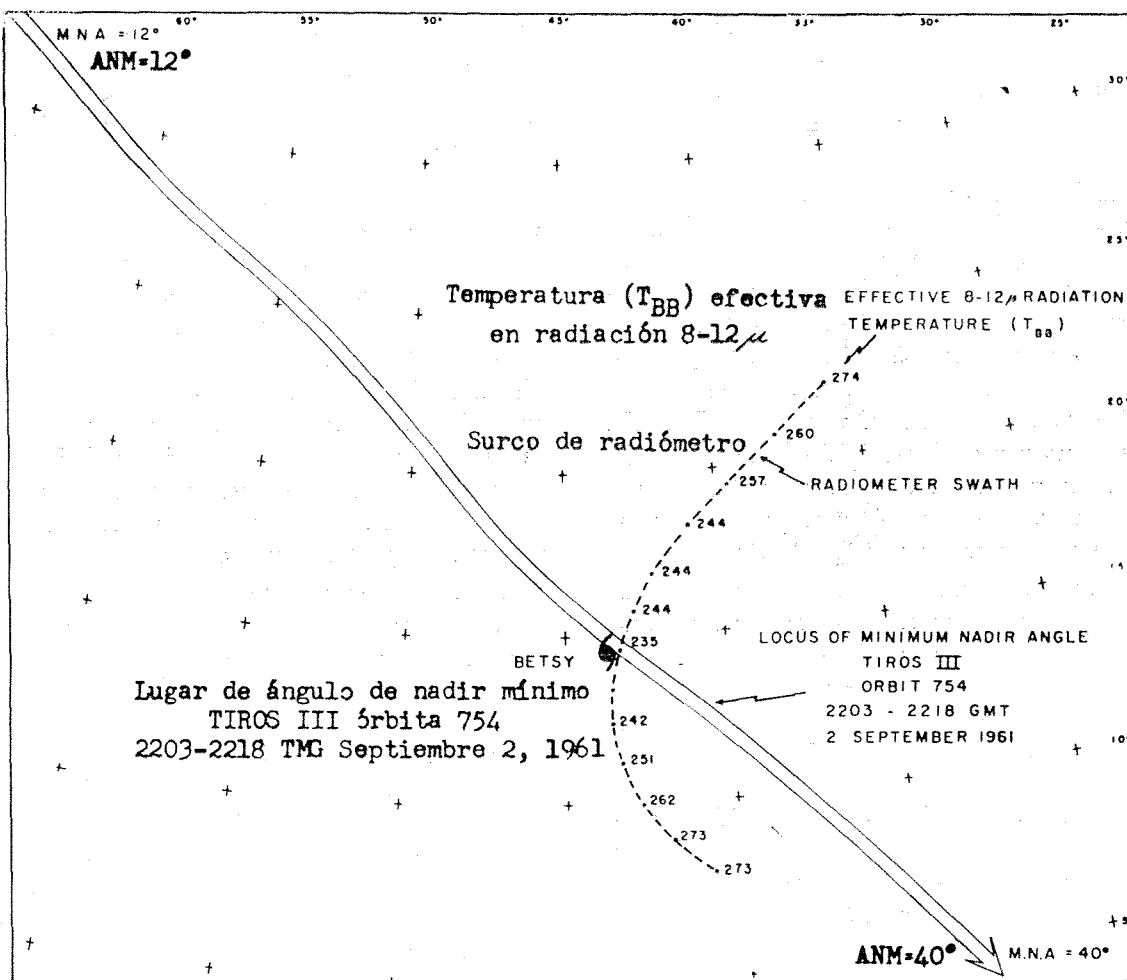 60° 55° 50° 45° 40° 35° 30° 25°
M N A = 12°
ANM=12°
30°
25°
Temperatura (TBB) efectiva
en radiación 8-12μ
EFFECTIVE 8-12μ RADIATION
TEMPERATURE (TBB)
274
20°
260
Surco de radiómetro
257
RADIOMETER SWATH
244
244
244
235
BETSY
LOCUS OF MINIMUM NADIR ANGLE
TIROS III
ORBIT 754
2203 - 2218 GMT
2 SEPTEMBER 1961
Lugar de ángulo de nadir mínimo
TIROS III órbita 754
2203-2218 TMG Septiembre 2, 1961
242
10°
251
262
273
273
5°
ANM=40°
M.N.A = 40°